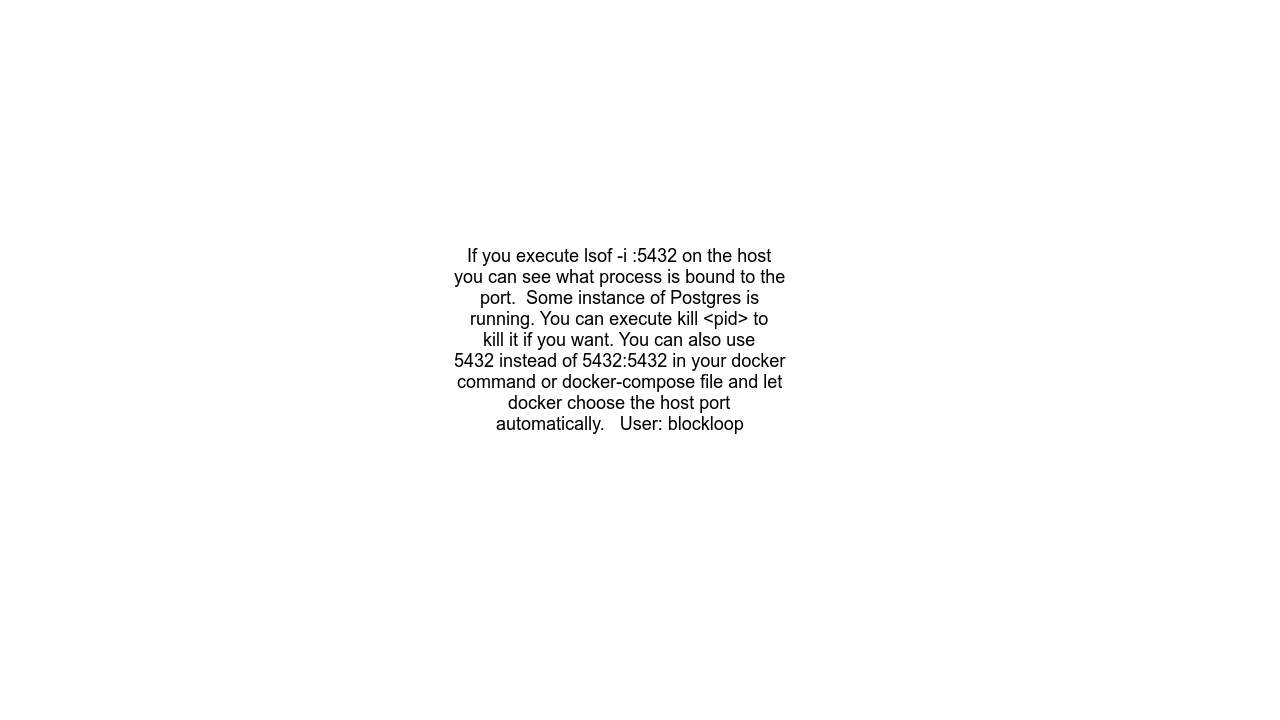 If you execute lsof -i :5432 on the host
you can see what process is bound to the
port.  Some instance of Postgres is
running. You can execute kill <pid> to
kill it if you want. You can also use
5432 instead of 5432:5432 in your docker
command or docker-compose file and let
docker choose the host port
automatically.   User: blockloop